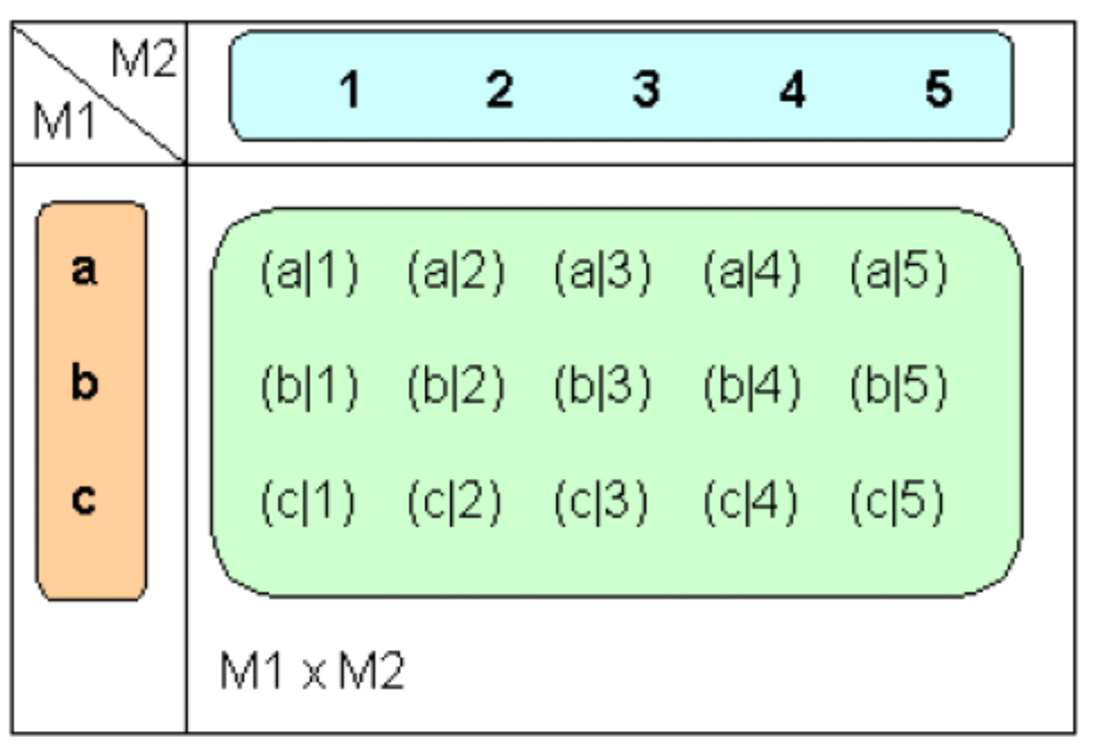 M2
M1
1 2 3 4 5
a (a|1) (a|2) (a|3) (a|4) (a|5)
b (b|1) (b|2) (b|3) (b|4) (b|5)
c (c|1) (c|2) (c|3) (c|4) (c|5)
M1 x M2